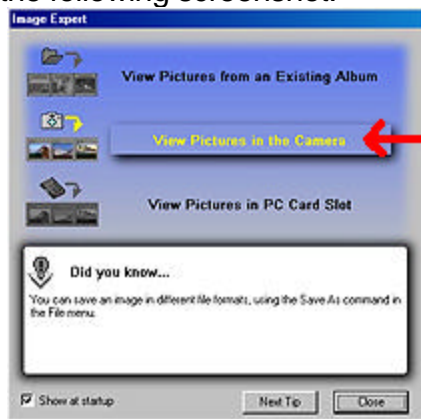 the following screenshot.
Image Expert
View Pictures from an Existing Album
View Pictures in the Camera
View Pictures in PC Card Slot
Did you know...
You can save an image in different file formats, using the Save As command in
the File menu.
Show at startup
Next Tip
Close